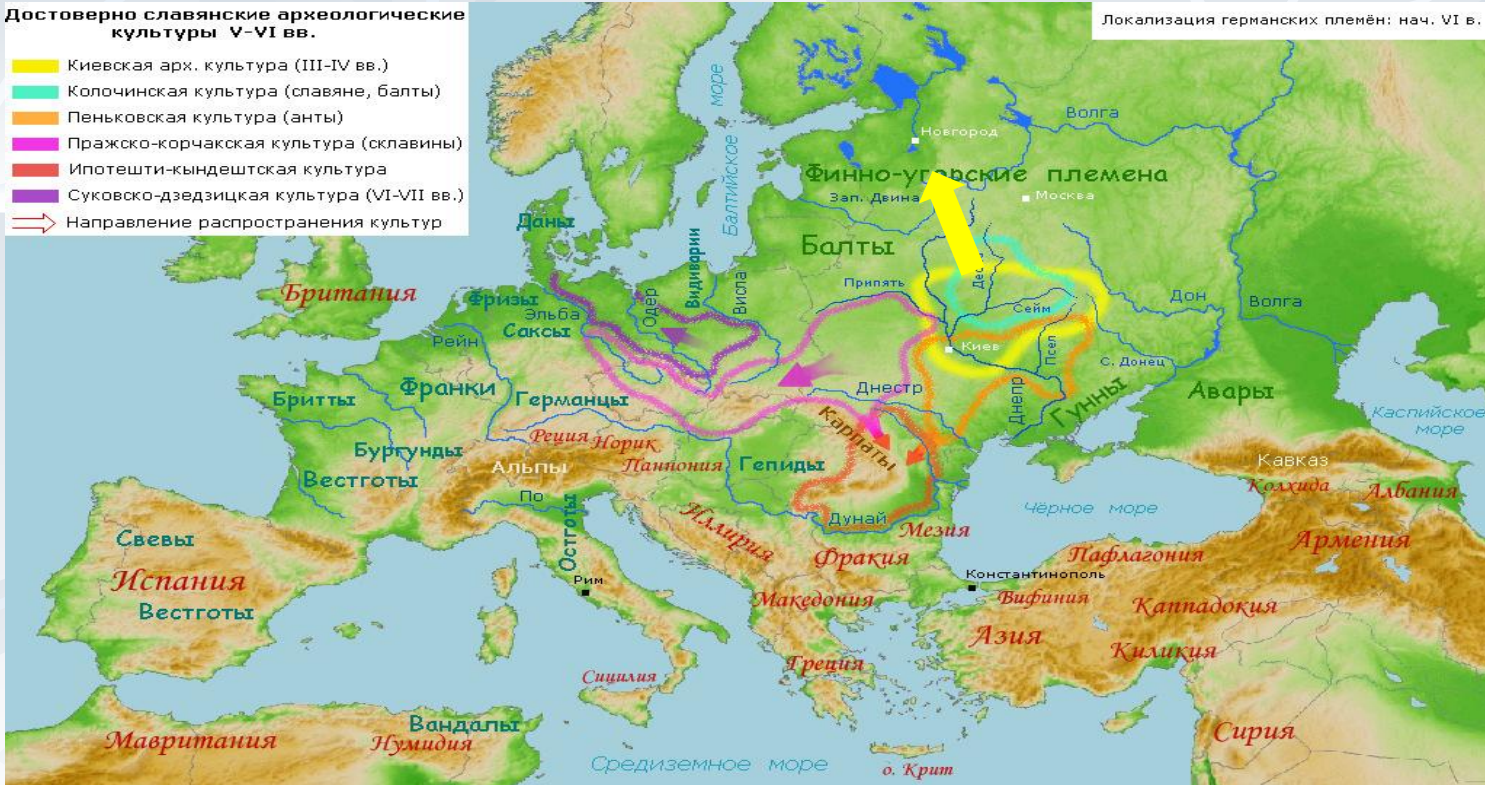 Достоверно славянские археологические
культуры V-VI вв.
Киевская арх. культура (III-IV вв.)
Колочинская культура (славяне, балты)
Пеньковская культура (анты)
Пражско-корчакская культура (склавины)
Ипотешти-кындештская культура
Суковско-дзедзицкая культура (VI-VII вв.)
Направление распространения культур
Локализация германских племён: нач. VI в.
Балтийское море
Новгород
Волга
Финно-угорские племена
Зап. Двина
Москва
Даны
Балты
Видиварии
Британия
Фризы
Эльба
Саксы
Одер
Висла
Припять
Сейм
Дон
Волга
Рейн
Киев
Псел
С. Донец
Франки
Бритты
Германцы
Днестр
Днепр
Гунны
Авары
Каспийское
море
Карпаты
Бургунды
Реция
Норик
Паннония
Гепиды
Альпы
Вестготы
Кавказ
Колхида
Албания
По
Остготы
Дунай
Иллирия
Мезия
Чёрное море
Свевы
Фракия
Пафлагония
Армения
Испания
Рим
Константинополь
Вифиния
Македония
Каппадокия
Вестготы
Азия
Киликия
Греция
Сицилия
Вандалы
Мавритания
Нумидия
Сирия
Средиземное море
о. Крит